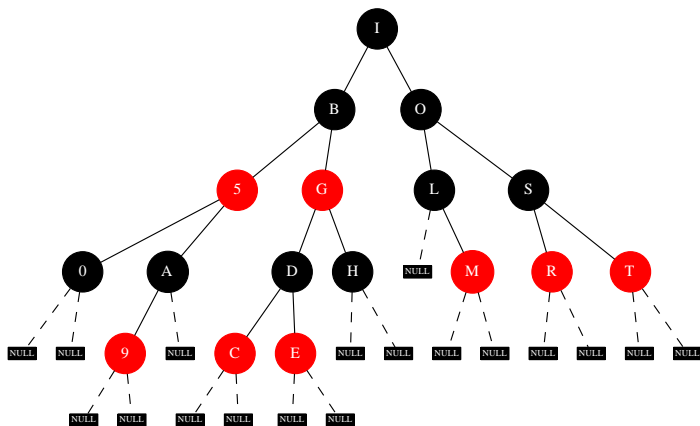 I
B O
5 G L S
0 A D H NULL M R T
NULL NULL 9 NULL C E NULL NULL NULL NULL NULL NULL NULL NULL
NULL NULL NULL NULL NULL NULL